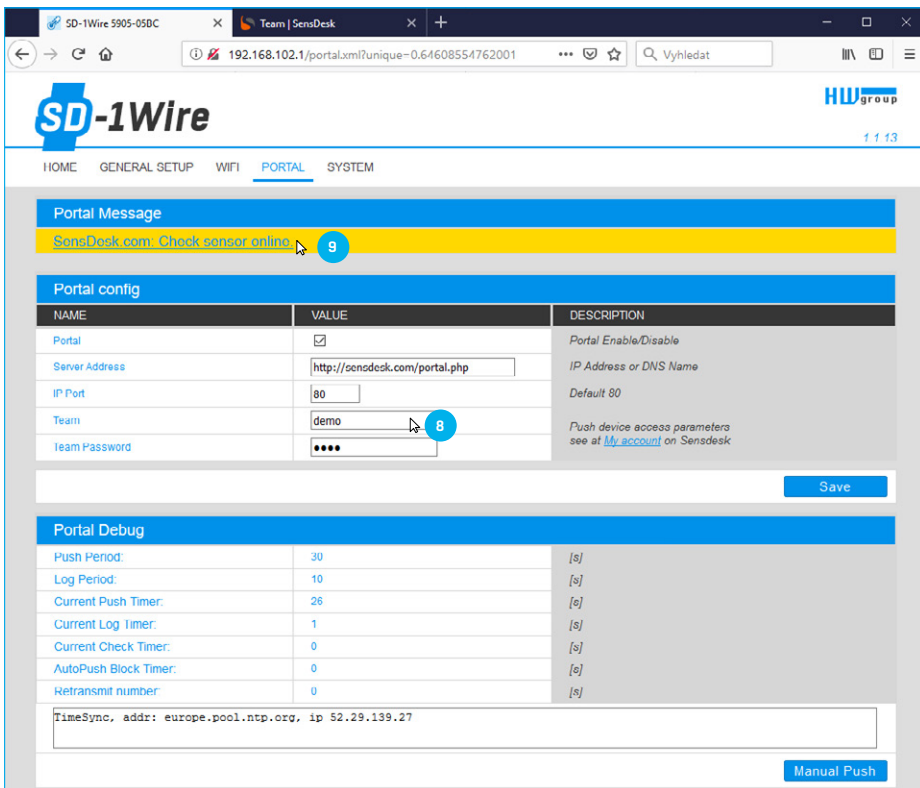 SD-1Wire 5905-05BC
Team | SensDesk
192.168.102.1/portal.xml?unique=0.64608554762001
Vyhledat
SD-1Wire
HWgroup
1 1 13
HOME GENERAL SETUP WIFI PORTAL SYSTEM
Portal Message
SensDesk.com: Check sensor online.
9
Portal config
NAME VALUE DESCRIPTION
Portal Portal Enable/Disable
Server Address http://sensdesk.com/portal.php IP Address or DNS Name
IP Port 80 Default 80
Team demo 8
Push device access parameters
see at My account on Sensdesk
Team Password ••••
Save
Portal Debug
Push Period: 30 [s]
Log Period: 10 [s]
Current Push Timer: 26 [s]
Current Log Timer: 1 [s]
Current Check Timer: 0 [s]
AutoPush Block Timer: 0 [s]
Retransmit number: 0 [s]
TimeSync, addr: europe.pool.ntp.org, ip 52.29.139.27
Manual Push